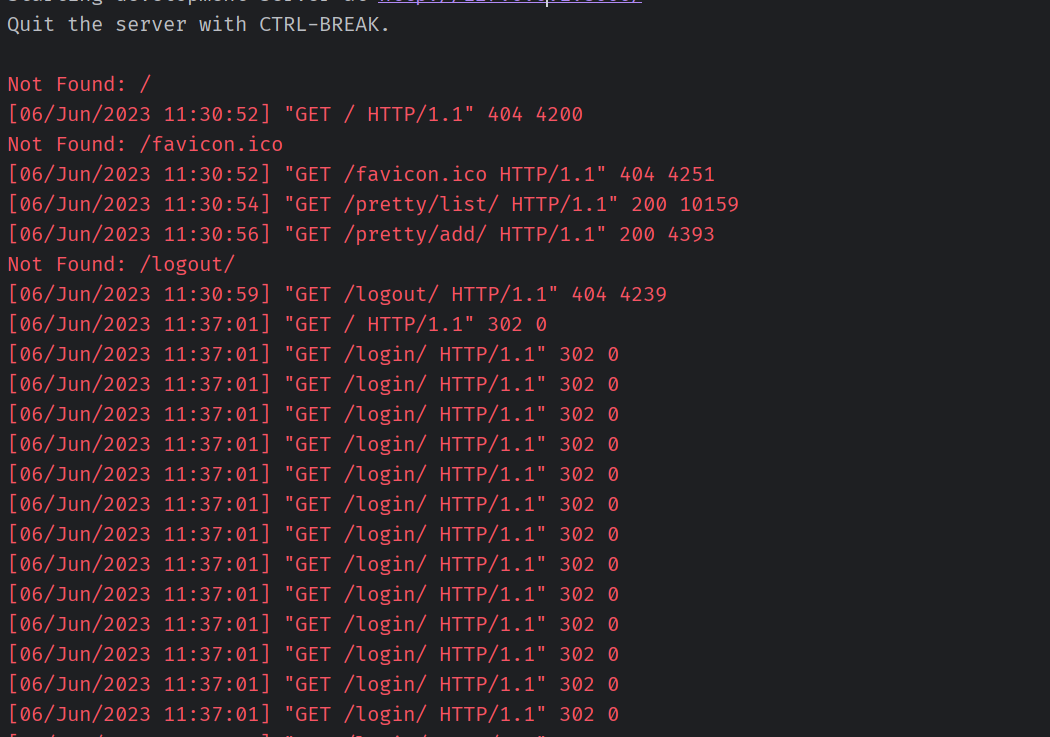 Starting development server at
Quit the server with CTRL-BREAK.
Not Found: /
[06/Jun/2023 11:30:52] "GET / HTTP/1.1" 404 4200
Not Found: /favicon.ico
[06/Jun/2023 11:30:52] "GET /favicon.ico HTTP/1.1" 404 4251
[06/Jun/2023 11:30:54] "GET /pretty/list/ HTTP/1.1" 200 10159
[06/Jun/2023 11:30:56] "GET /pretty/add/ HTTP/1.1" 200 4393
Not Found: /logout/
[06/Jun/2023 11:30:59] "GET /logout/ HTTP/1.1" 404 4239
[06/Jun/2023 11:37:01] "GET / HTTP/1.1" 302 0
[06/Jun/2023 11:37:01] "GET /login/ HTTP/1.1" 302 0
[06/Jun/2023 11:37:01] "GET /login/ HTTP/1.1" 302 0
[06/Jun/2023 11:37:01] "GET /login/ HTTP/1.1" 302 0
[06/Jun/2023 11:37:01] "GET /login/ HTTP/1.1" 302 0
[06/Jun/2023 11:37:01] "GET /login/ HTTP/1.1" 302 0
[06/Jun/2023 11:37:01] "GET /login/ HTTP/1.1" 302 0
[06/Jun/2023 11:37:01] "GET /login/ HTTP/1.1" 302 0
[06/Jun/2023 11:37:01] "GET /login/ HTTP/1.1" 302 0
[06/Jun/2023 11:37:01] "GET /login/ HTTP/1.1" 302 0
[06/Jun/2023 11:37:01] "GET /login/ HTTP/1.1" 302 0
[06/Jun/2023 11:37:01] "GET /login/ HTTP/1.1" 302 0
[06/Jun/2023 11:37:01] "GET /login/ HTTP/1.1" 302 0
[06/Jun/2023 11:37:01] "GET /login/ HTTP/1.1" 302 0